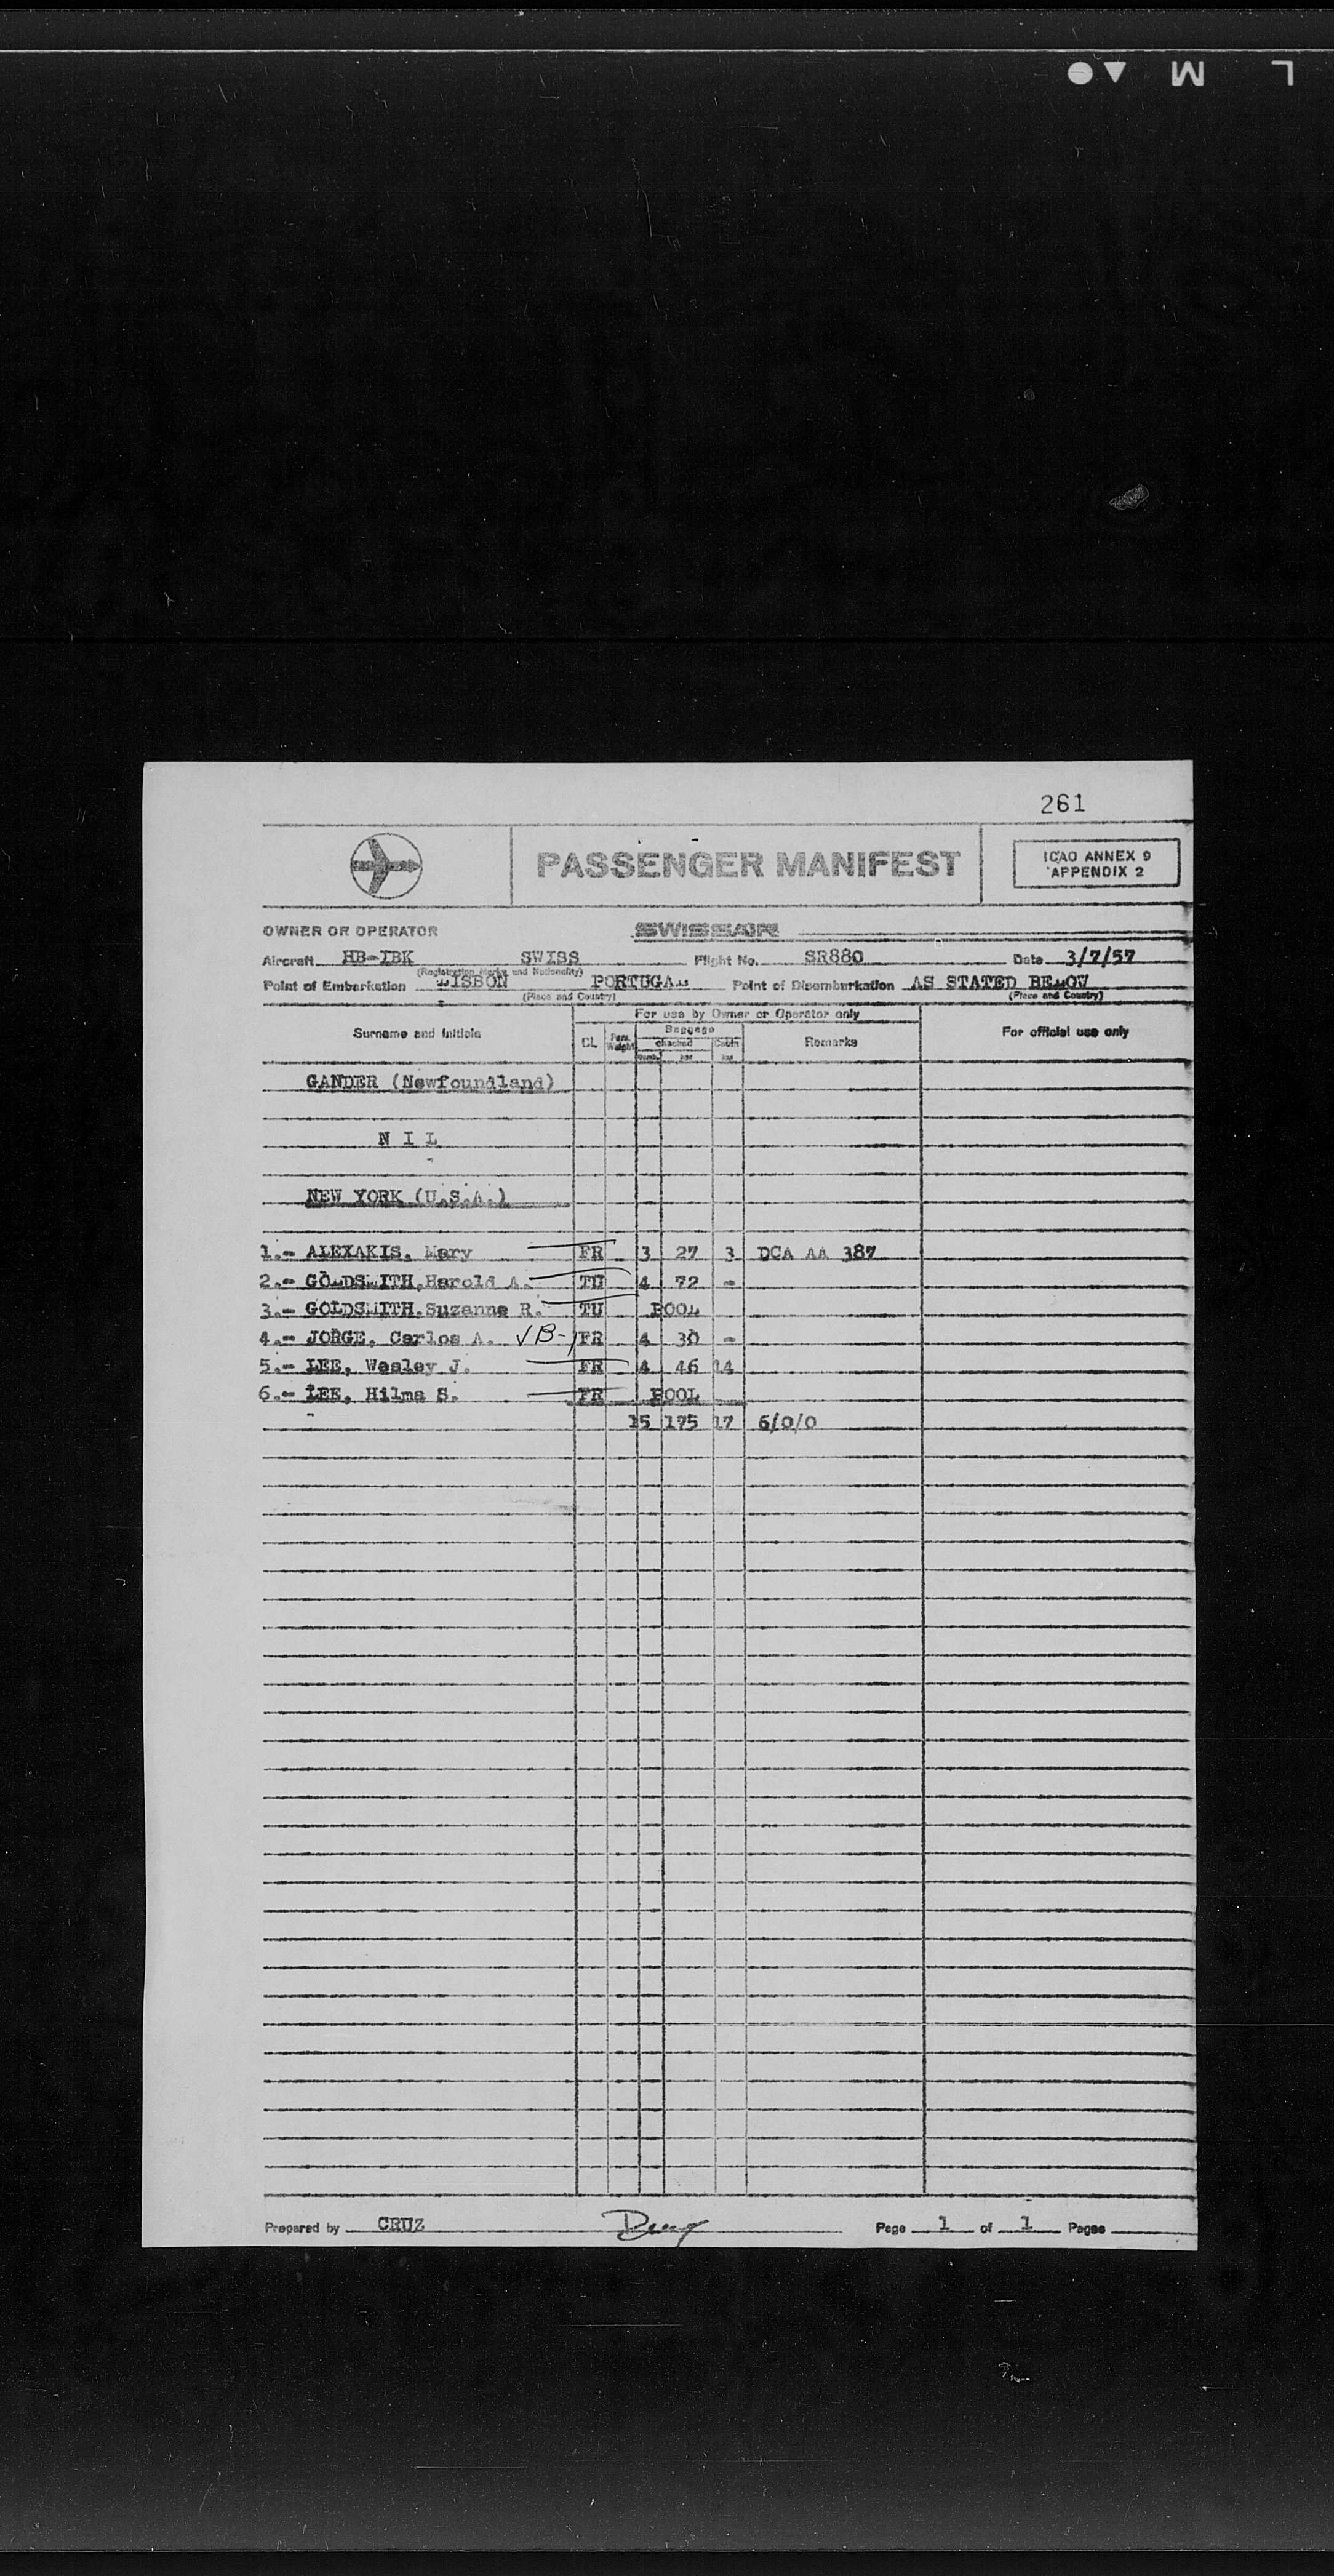 L M
261
PASSENGER MANIFEST
ICAO ANNEX 9
APPENDIX 2
OWNER OR OPERATOR SWISSAIR
Aircraft HB-IBK SWISS Flight No. SR880 Date 3/7/57
(Registration Marks and Nationality)
Point of Embarkation LISBON PORTUGAL Point of Disembarkation AS STATED BELOW
(Place and Country) (Place and Country)
For use by Owner or Operator only
Surname and Initials CL Pass. Weight Baggage checked Cabin Remarks For official use only
GANDER (Newfoundland)
N I L
NEW YORK (U.S.A.)
1.- ALEXAKIS, Mary FR 3 27 3 DCA AA 387
2.- GOLDSMITH, Harold A. TU 4 72 -
3.- GOLDSMITH, Suzanne R. TU POOL
4.- JORGE, Carlos A. √B- FR 4 30 -
5.- LEE, Wesley J. FR 4 46 14
6.- LEE, Hilma S. FR POOL
15 175 17 6/0/0
Prepared by CRUZ Page 1 of 1 Pages